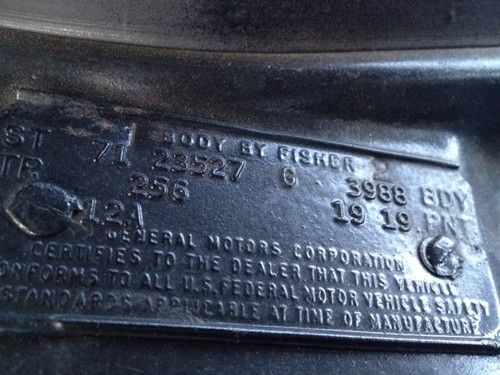 BODY BY FISHER 2
ST 71 23527 G 3988 BDY
TR 256 19 19 PNT
12A
GENERAL MOTORS CORPORATION
CERTIFIES TO THE DEALER THAT THIS VEHICLE
CONFORMS TO ALL U.S. FEDERAL MOTOR VEHICLE SAFETY
STANDARDS APPLICABLE AT TIME OF MANUFACTURE